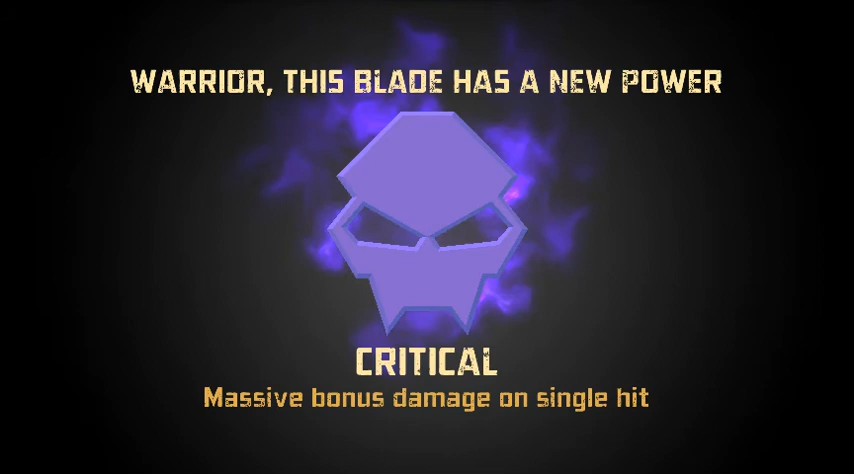 WARRIOR, THIS BLADE HAS A NEW POWER
CRITICAL
Massive bonus damage on single hit